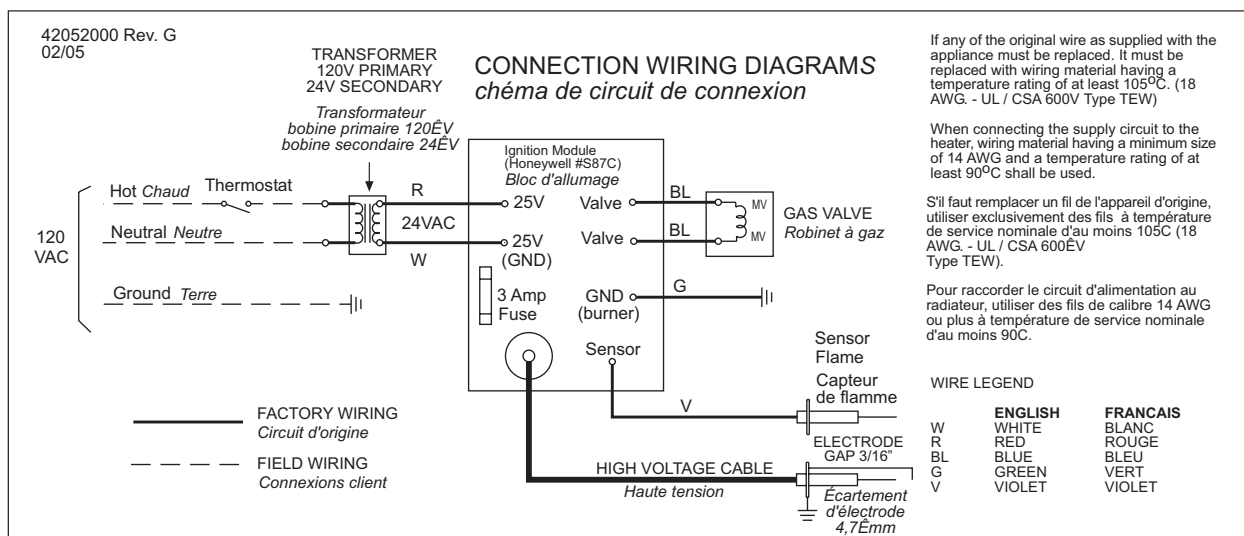 42052000 Rev. G
02/05
TRANSFORMER
120V PRIMARY
24V SECONDARY
Transformateur
bobine primaire 120ÊV
bobine secondaire 24ÊV
CONNECTION WIRING DIAGRAMS
chéma de circuit de connexion
Ignition Module
(Honeywell #S87C)
Bloc d'allumage
120
VAC
Hot Chaud
Thermostat
Neutral Neutre
Ground Terre
R
24VAC
W
25V
25V
(GND)
3 Amp
Fuse
Valve
Valve
GND
(burner)
Sensor
BL
BL
G
MV
MV
GAS VALVE
Robinet à gaz
Sensor
Flame
Capteur
de flamme
V
ELECTRODE
GAP 3/16"
HIGH VOLTAGE CABLE
Haute tension
Écartement
d'électrode
4,7Êmm
FACTORY WIRING
Circuit d'origine
FIELD WIRING
Connexions client
If any of the original wire as supplied with the
appliance must be replaced. It must be
replaced with wiring material having a
temperature rating of at least 105ºC. (18
AWG. - UL / CSA 600V Type TEW)
When connecting the supply circuit to the
heater, wiring material having a minimum size
of 14 AWG and a temperature rating of at
least 90ºC shall be used.
S'il faut remplacer un fil de l'appareil d'origine,
utiliser exclusivement des fils à température
de service nominale d'au moins 105C (18
AWG. - UL / CSA 600ÊV
Type TEW).
Pour raccorder le circuit d'alimentation au
radiateur, utiliser des fils de calibre 14 AWG
ou plus à température de service nominale
d'au moins 90C.
WIRE LEGEND
ENGLISH FRANCAIS
W WHITE BLANC
R RED ROUGE
BL BLUE BLEU
G GREEN VERT
V VIOLET VIOLET